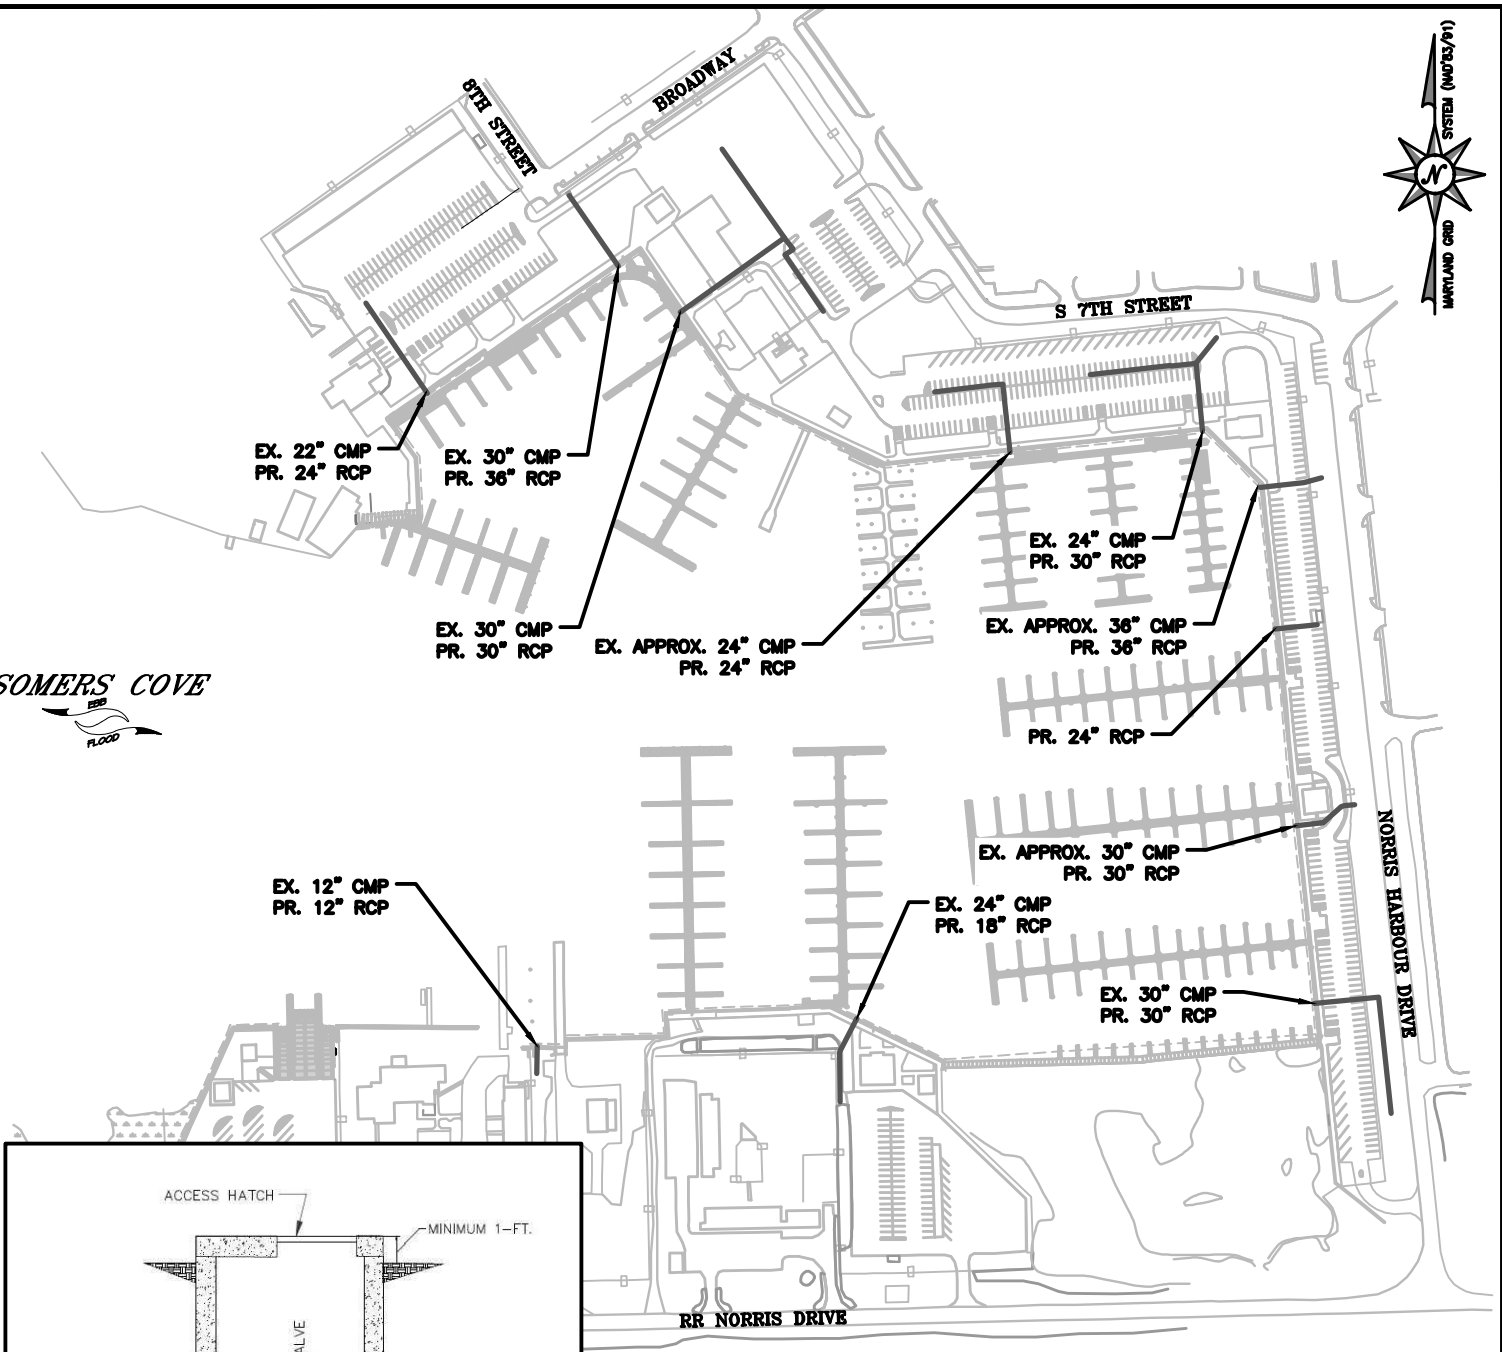 8TH STREET
BROADWAY
SYSTEM (NAD'83/91)
N
MARYLAND GRID
S 7TH STREET
EX. 22" CMP
PR. 24" RCP
EX. 30" CMP
PR. 36" RCP
EX. 24" CMP
PR. 30" RCP
EX. 30" CMP
PR. 30" RCP
EX. APPROX. 24" CMP
PR. 24" RCP
EX. APPROX. 36" CMP
PR. 36" RCP
SOMERS COVE
EBB
FLOOD
PR. 24" RCP
EX. APPROX. 30" CMP
PR. 30" RCP
NORRIS HARBOUR DRIVE
EX. 12" CMP
PR. 12" RCP
EX. 24" CMP
PR. 18" RCP
EX. 30" CMP
PR. 30" RCP
ACCESS HATCH
MINIMUM 1-FT.
ALVE
RR NORRIS DRIVE